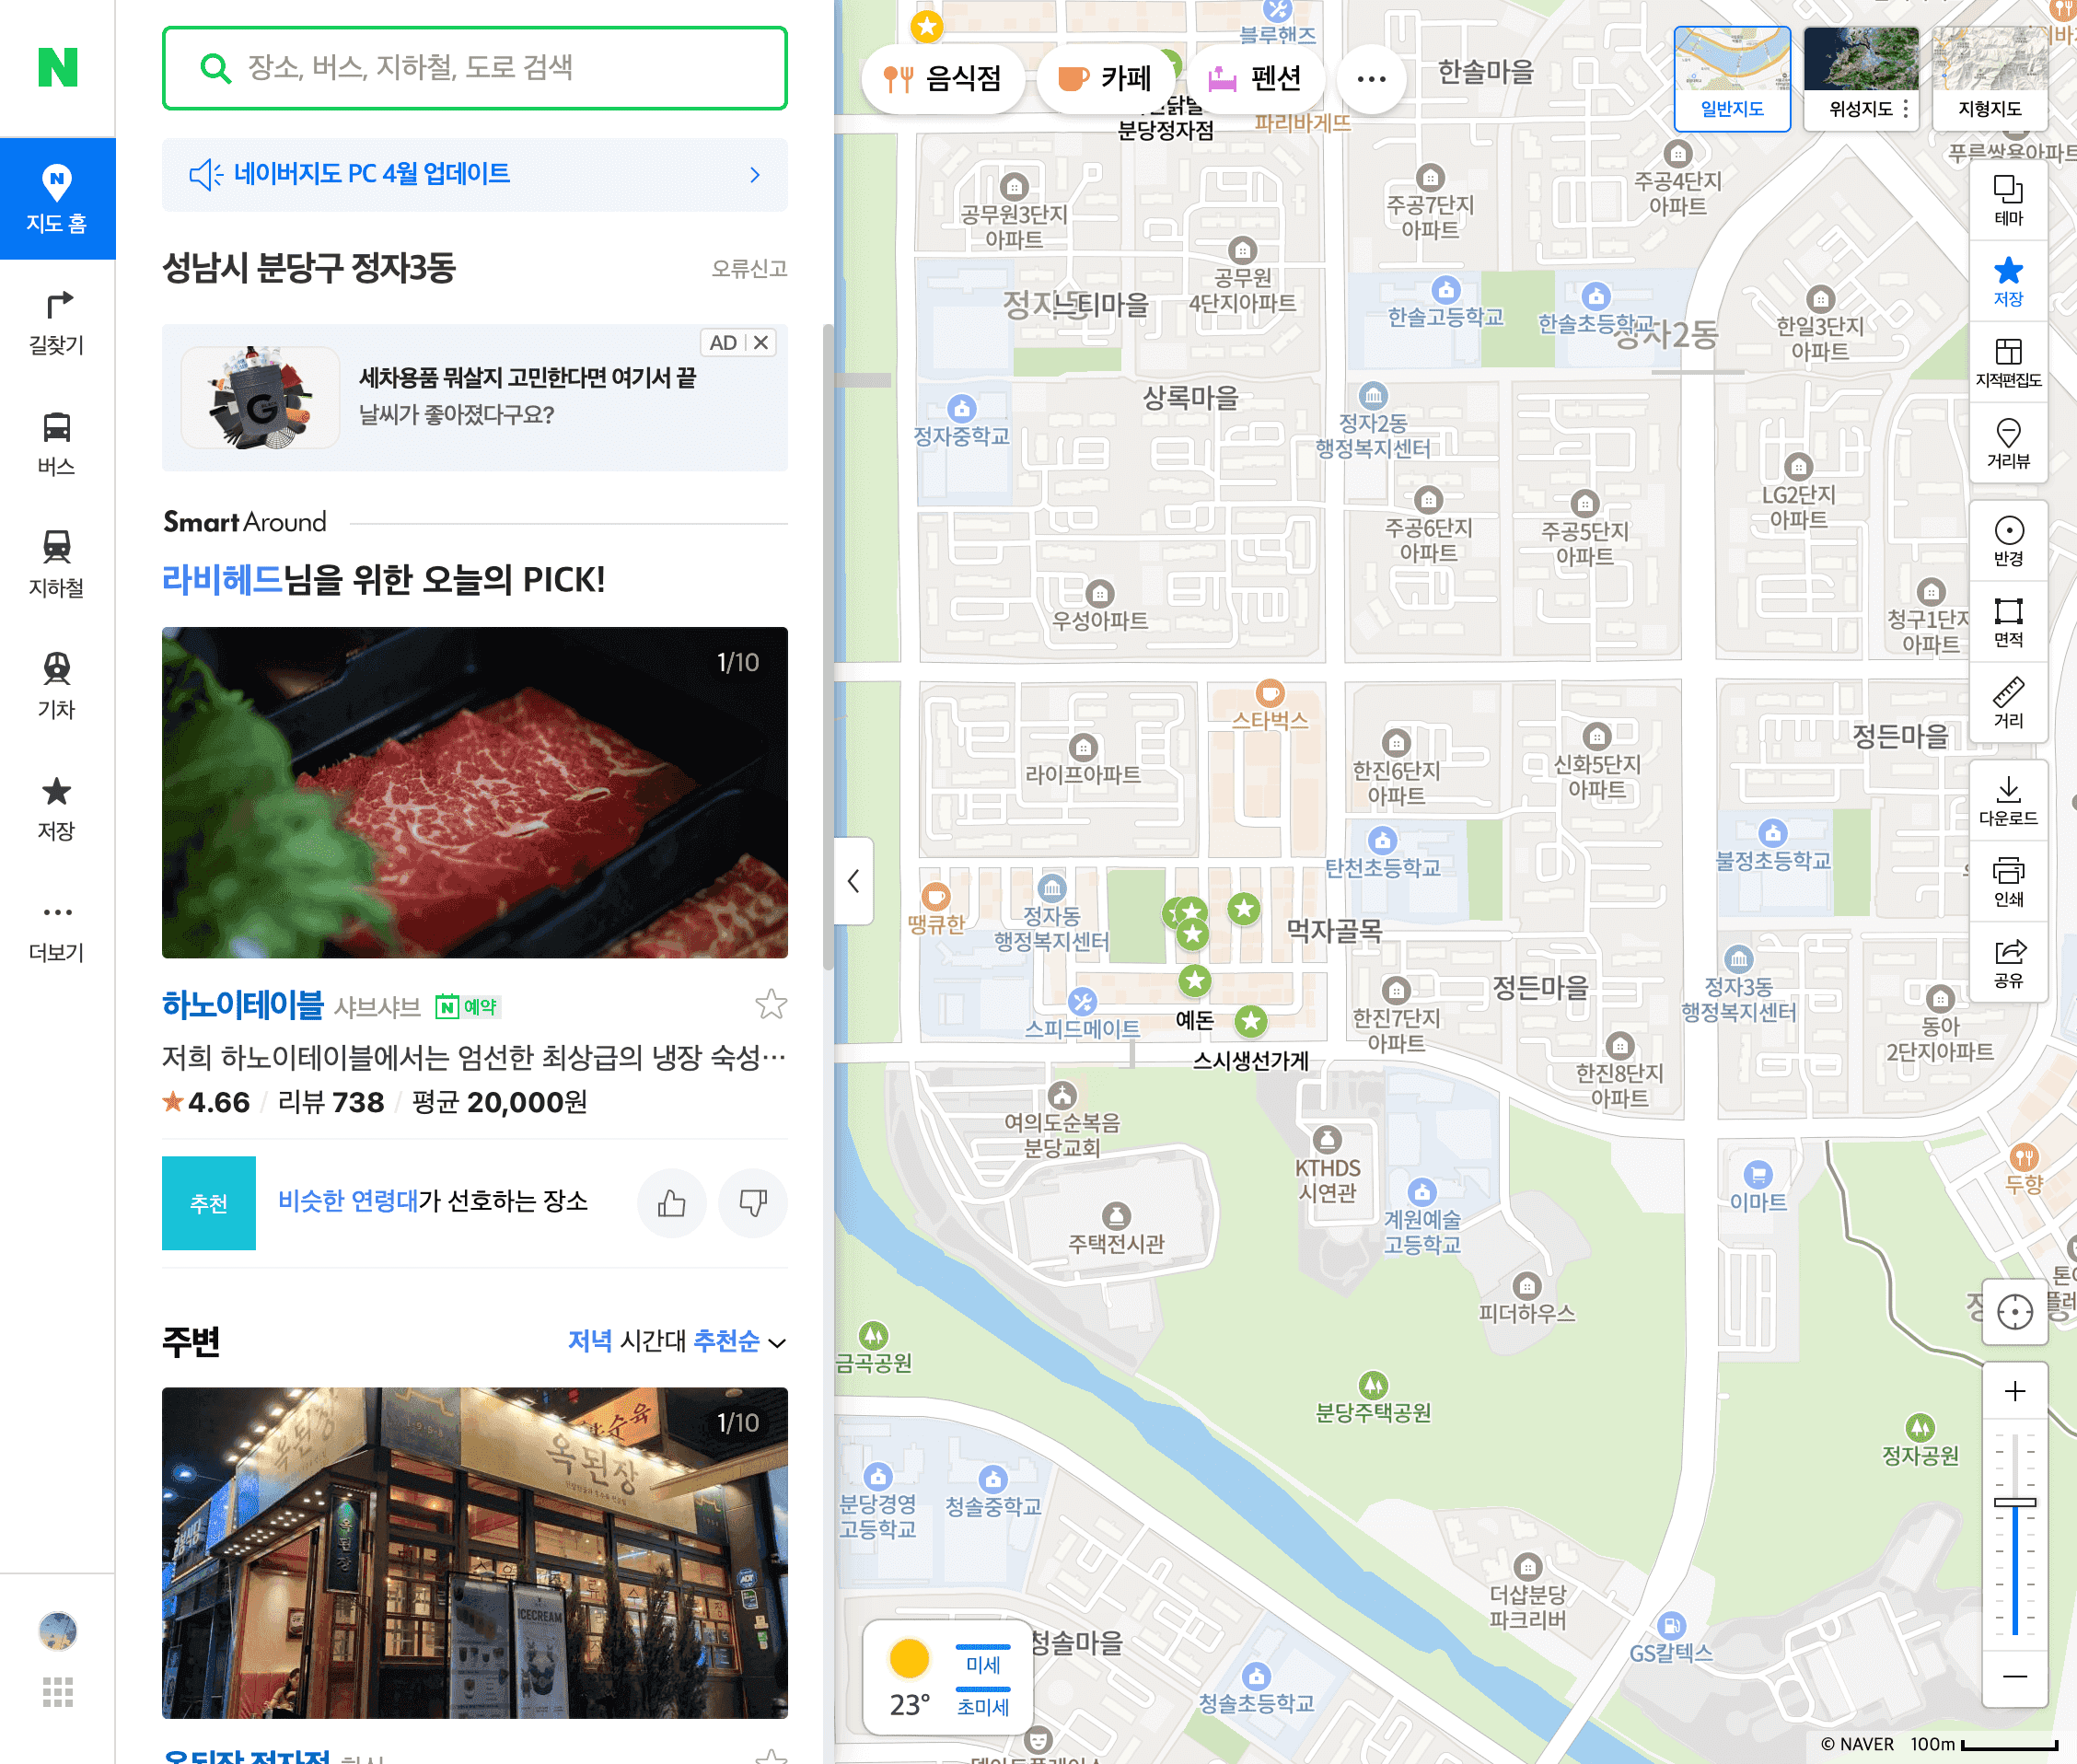 N
지도 홈
길찾기
버스
지하철
기차
저장
더보기
장소, 버스, 지하철, 도로 검색
네이버지도 PC 4월 업데이트
성남시 분당구 정자3동
오류신고
AD
세차용품 뭐살지 고민한다면 여기서 끝
날씨가 좋아졌다구요?
G
Smart Around
라비헤드님을 위한 오늘의 PICK!
1/10
하노이테이블 샤브샤브 N 예약
저희 하노이테이블에서는 엄선한 최상급의 냉장 숙성…
4.66 / 리뷰 738 / 평균 20,000원
추천
비슷한 연령대가 선호하는 장소
주변
저녁 시간대 추천순
1/10
옥된장
옥된장
옥된장
ICECREAM
옥된장 정자점 한식
음식점
카페
펜션
블루핸즈
한솔마을
분당정자점
파리바게뜨
일반지도
위성지도
지형지도
푸른쌍용아파트
공무원3단지
아파트
공무원
4단지아파트
주공7단지
아파트
주공4단지
아파트
느티마을
한솔고등학교
한솔초등학교
정자2동
한일3단지
아파트
정자중학교
상록마을
정자2동
행정복지센터
LG2단지
아파트
주공6단지
아파트
주공5단지
아파트
우성아파트
청구1단지
아파트
스타벅스
라이프아파트
한진6단지
아파트
신화5단지
아파트
정든마을
탄천초등학교
불정초등학교
땡큐한
정자동
행정복지센터
먹자골목
정든마을
정자3동
행정복지센터
스피드메이트
예돈
스시생선가게
한진7단지
아파트
동아
2단지아파트
한진8단지
아파트
여의도순복음
분당교회
KTHDS
시연관
계원예술
고등학교
이마트
두향
주택전시관
피더하우스
금곡공원
분당주택공원
정자공원
분당경영
고등학교
청솔중학교
더샵분당
파크리버
GS칼텍스
청솔마을
청솔초등학교
테마
저장
지적편집도
거리뷰
반경
면적
거리
다운로드
인쇄
공유
23°
미세
초미세
© NAVER
100m